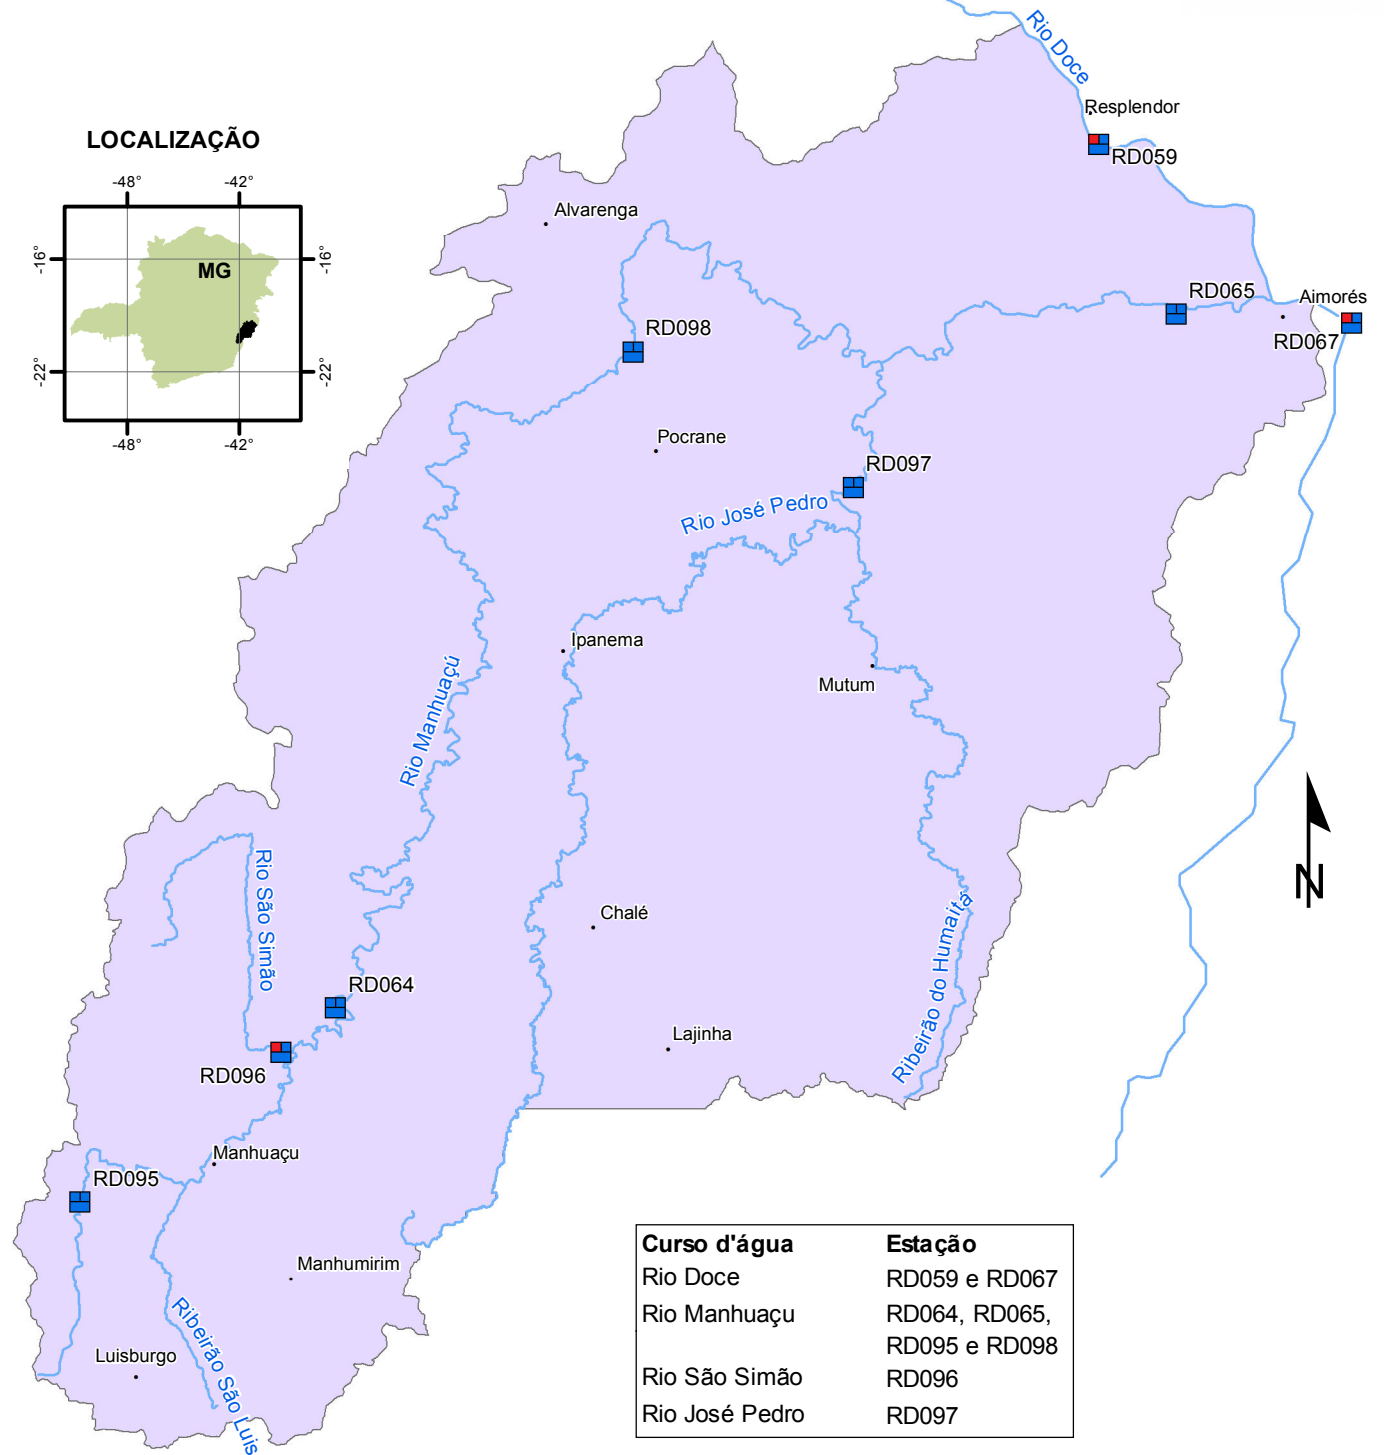 Rio Doce
Resplendor
RD059
LOCALIZAÇÃO
-48°
-42°
-16°
-16°
MG
-22°
-22°
-48°
-42°
Alvarenga
RD065
Aimorés
RD098
RD067
Pocrane
RD097
Rio José Pedro
Ipanema
Rio Manhuaçú
Mutum
Rio São Simão
Chalé
Ribeirão do Humaitá
N
RD064
Lajinha
RD096
Manhuaçu
RD095
Manhumirim
Ribeirão São Luis
Luisburgo
Curso d'água Estação
Rio Doce RD059 e RD067
Rio Manhuaçu RD064, RD065,
RD095 e RD098
Rio São Simão RD096
Rio José Pedro RD097